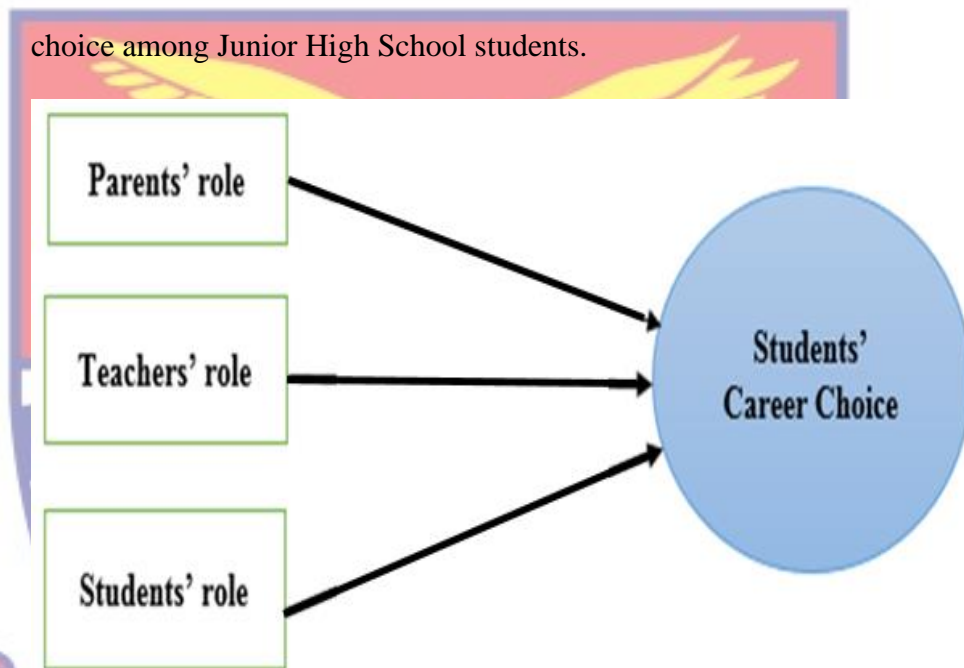 choice among Junior High School students.
Parents’ role
Teachers’ role
Students’ role
Students’
Career Choice